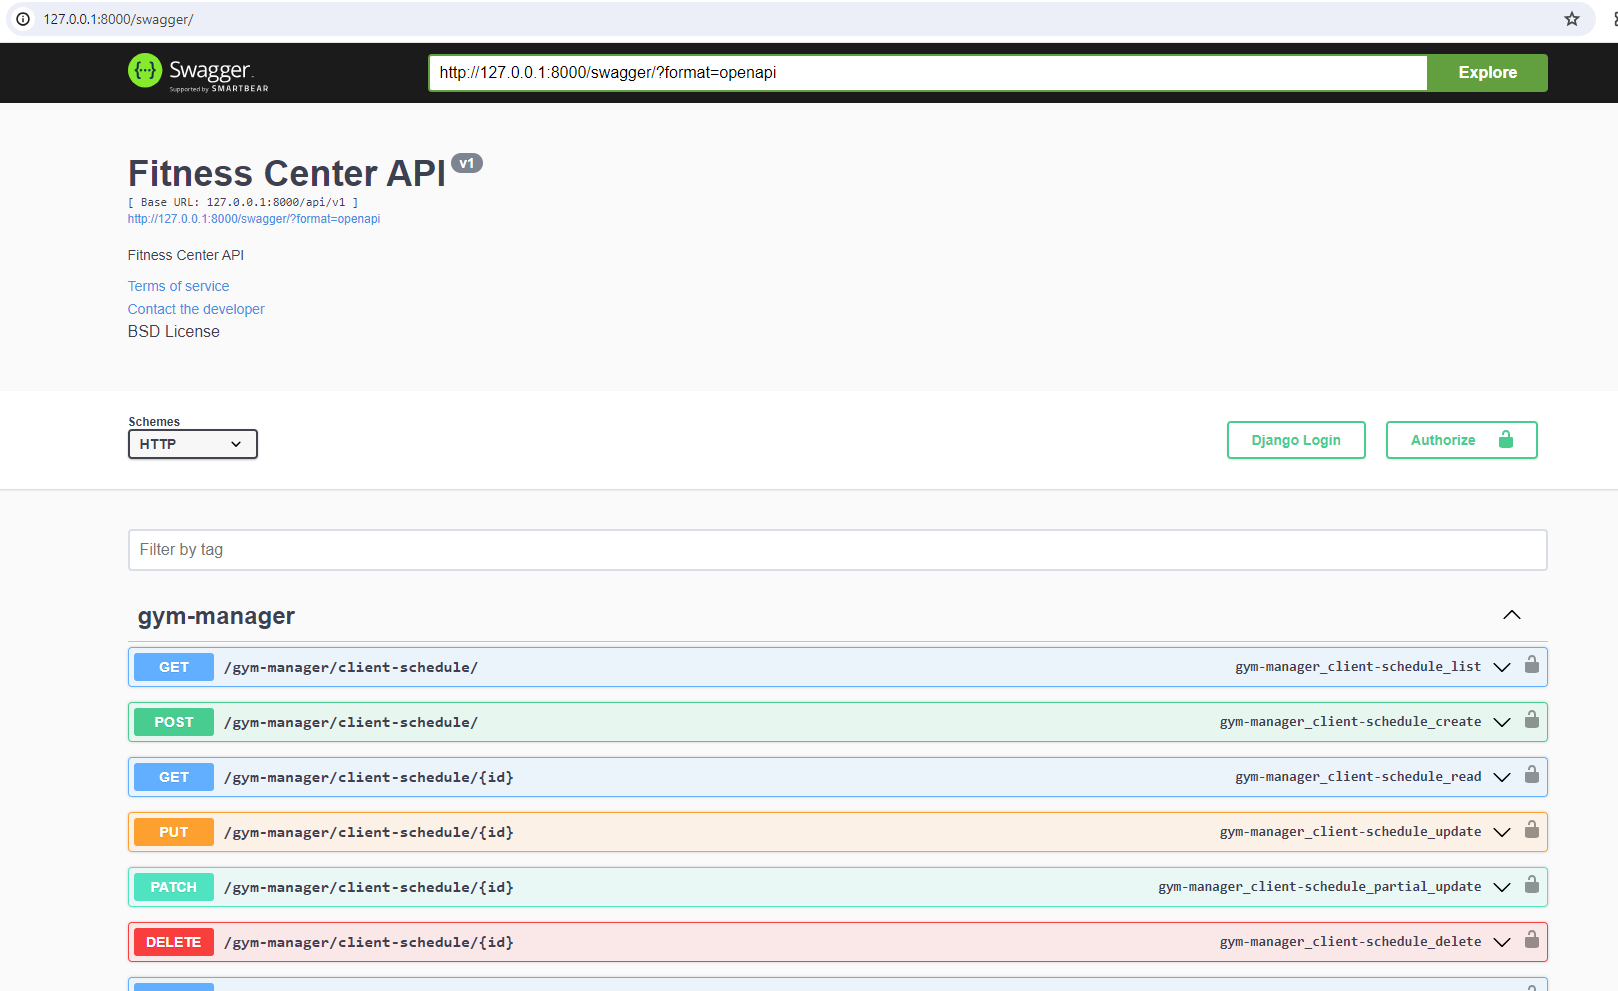 127.0.0.1:8000/swagger/
Swagger.
Supported by SMARTBEAR
http://127.0.0.1:8000/swagger/?format=openapi
Explore
Fitness Center API v1
[ Base URL: 127.0.0.1:8000/api/v1 ]
http://127.0.0.1:8000/swagger/?format=openapi
Fitness Center API
Terms of service
Contact the developer
BSD License
Schemes
HTTP
Django Login
Authorize
Filter by tag
gym-manager
GET /gym-manager/client-schedule/ gym-manager_client-schedule_list
POST /gym-manager/client-schedule/ gym-manager_client-schedule_create
GET /gym-manager/client-schedule/{id} gym-manager_client-schedule_read
PUT /gym-manager/client-schedule/{id} gym-manager_client-schedule_update
PATCH /gym-manager/client-schedule/{id} gym-manager_client-schedule_partial_update
DELETE /gym-manager/client-schedule/{id} gym-manager_client-schedule_delete